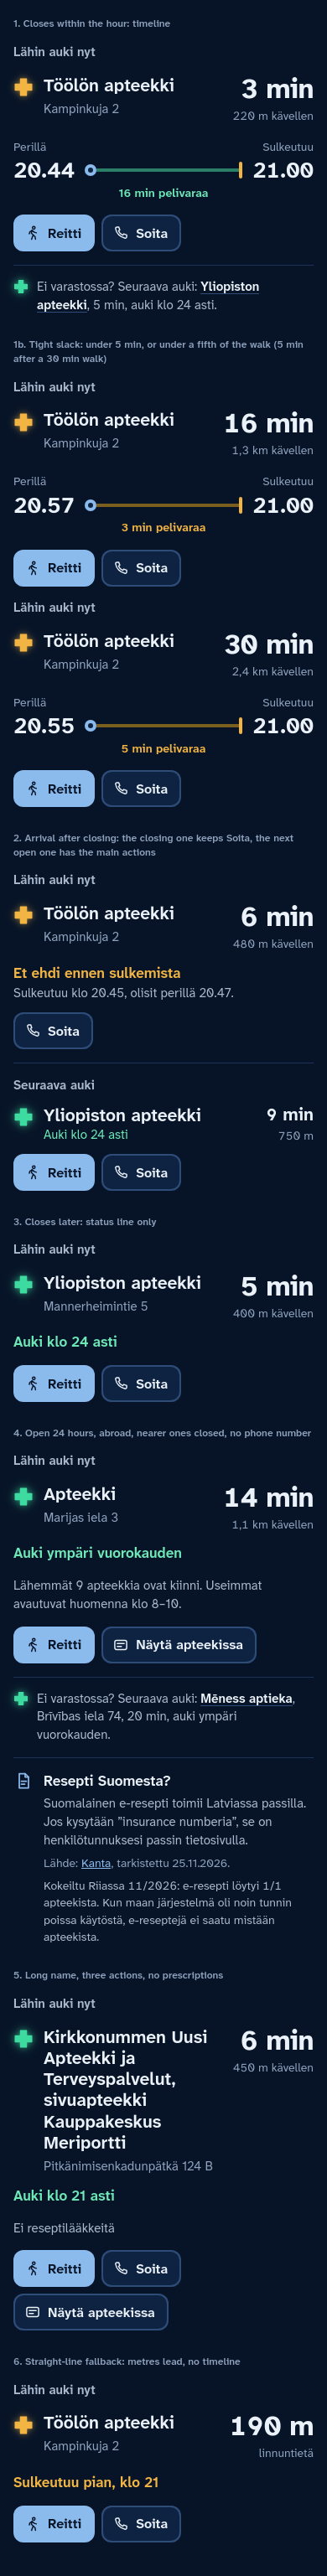 1. Closes within the hour: timeline
Lähin auki nyt
Töölön apteekki
3 min
Kampinkuja 2
220 m kävellen
Perillä
Sulkeutuu
20.44
21.00
16 min pelivaraa
Reitti
Soita
Ei varastossa? Seuraava auki: Yliopiston
apteekki, 5 min, auki klo 24 asti.
1b. Tight slack: under 5 min, or under a fifth of the walk (5 min
after a 30 min walk)
Lähin auki nyt
Töölön apteekki
16 min
Kampinkuja 2
1,3 km kävellen
Perillä
Sulkeutuu
20.57
21.00
3 min pelivaraa
Reitti
Soita
Lähin auki nyt
Töölön apteekki
30 min
Kampinkuja 2
2,4 km kävellen
Perillä
Sulkeutuu
20.55
21.00
5 min pelivaraa
Reitti
Soita
2. Arrival after closing: the closing one keeps Soita, the next
open one has the main actions
Lähin auki nyt
Töölön apteekki
6 min
Kampinkuja 2
480 m kävellen
Et ehdi ennen sulkemista
Sulkeutuu klo 20.45, olisit perillä 20.47.
Soita
Seuraava auki
Yliopiston apteekki
9 min
Auki klo 24 asti
750 m
Reitti
Soita
3. Closes later: status line only
Lähin auki nyt
Yliopiston apteekki
5 min
Mannerheimintie 5
400 m kävellen
Auki klo 24 asti
Reitti
Soita
4. Open 24 hours, abroad, nearer ones closed, no phone number
Lähin auki nyt
Apteekki
14 min
Marijas iela 3
1,1 km kävellen
Auki ympäri vuorokauden
Lähemmät 9 apteekkia ovat kiinni. Useimmat
avautuvat huomenna klo 8–10.
Reitti
Näytä apteekissa
Ei varastossa? Seuraava auki: Mēness aptieka,
Brīvības iela 74, 20 min, auki ympäri
vuorokauden.
Resepti Suomesta?
Suomalainen e-resepti toimii Latviassa passilla.
Jos kysytään ”insurance numberia”, se on
henkilötunnuksesi passin tietosivulla.
Lähde: Kanta, tarkistettu 25.11.2026.
Kokeiltu Riiassa 11/2026: e-resepti löytyi 1/1
apteekista. Kun maan järjestelmä oli noin tunnin
poissa käytöstä, e-reseptejä ei saatu mistään
apteekista.
5. Long name, three actions, no prescriptions
Lähin auki nyt
Kirkkonummen Uusi
6 min
Apteekki ja
450 m kävellen
Terveyspalvelut,
sivuapteekki
Kauppakeskus
Meriportti
Pitkänimisenkadunpätkä 124 B
Auki klo 21 asti
Ei reseptilääkkeitä
Reitti
Soita
Näytä apteekissa
6. Straight-line fallback: metres lead, no timeline
Lähin auki nyt
Töölön apteekki
190 m
Kampinkuja 2
linnuntietä
Sulkeutuu pian, klo 21
Reitti
Soita